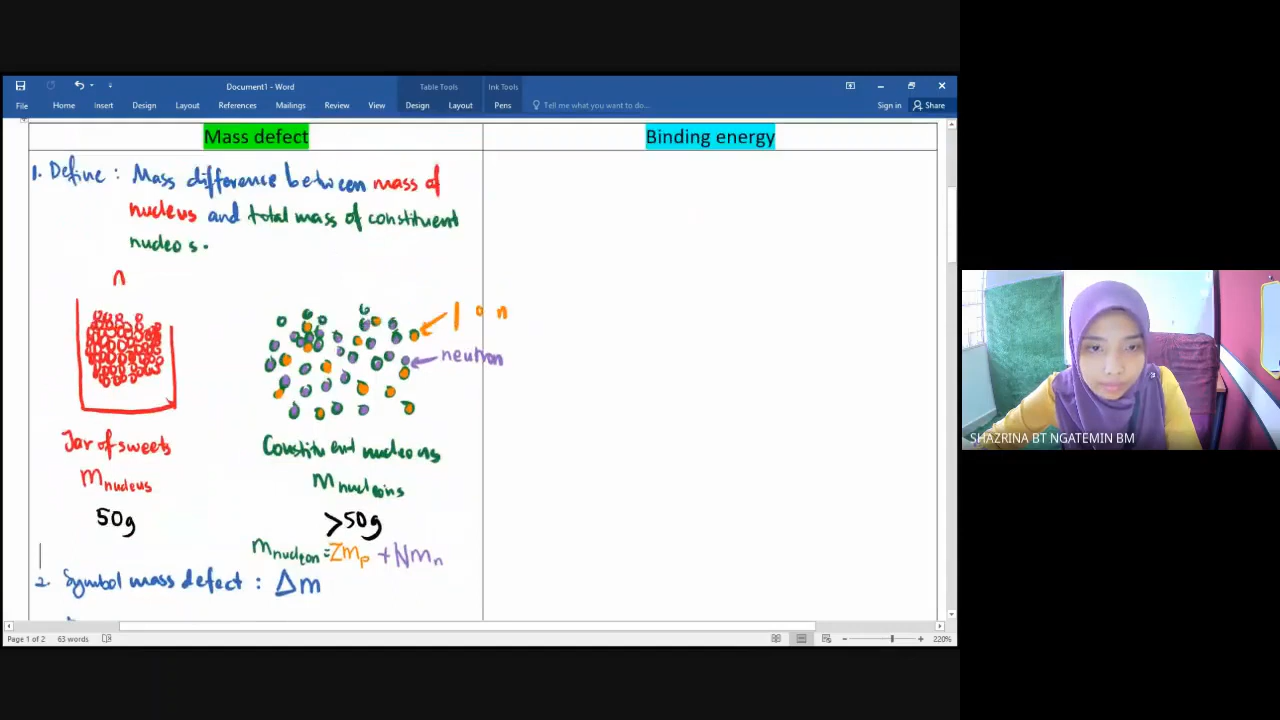 Document1 - Word
Table Tools
Ink Tools
File
Home
Insert
Design
Layout
References
Mailings
Review
View
Design
Layout
Pens
Tell me what you want to do...
Sign in
Share
Mass defect
Binding energy
1. Define : Mass difference between mass of
nucleus and total mass of constituent
n
neutron
Jar of sweets
Constituent nucleons
Mnucleus
Mnucleons
50g
>50g
mnucleon = Zmp + Nmn
2. Symbol mass defect : Δm
SHAZRINA BT NGATEMIN BM
Page 1 of 2
63 words
220%